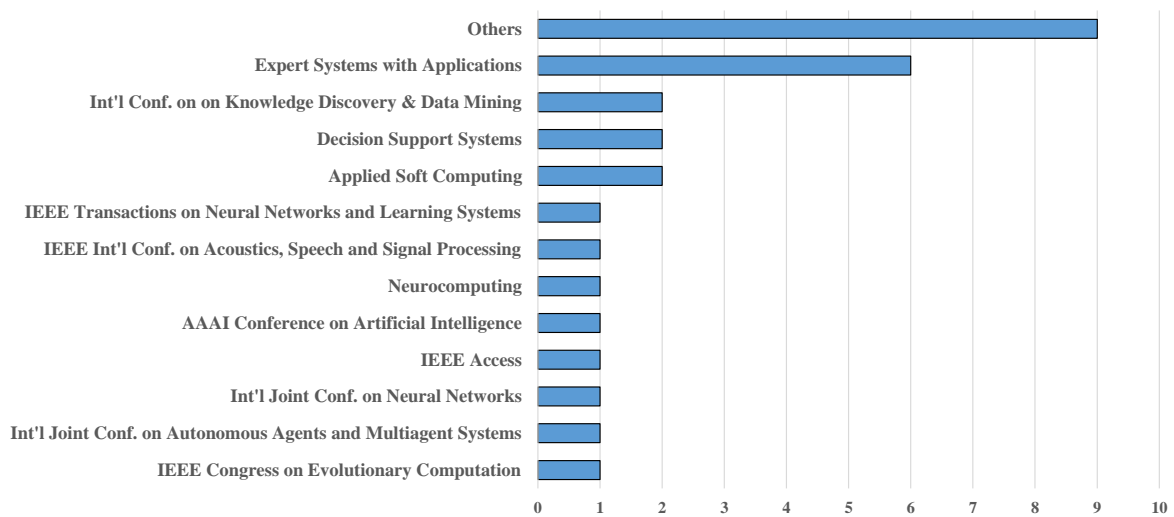 Others
Expert Systems with Applications
Int'l Conf. on on Knowledge Discovery & Data Mining
Decision Support Systems
Applied Soft Computing
IEEE Transactions on Neural Networks and Learning Systems
IEEE Int'l Conf. on Acoustics, Speech and Signal Processing
Neurocomputing
AAAI Conference on Artificial Intelligence
IEEE Access
Int'l Joint Conf. on Neural Networks
Int'l Joint Conf. on Autonomous Agents and Multiagent Systems
IEEE Congress on Evolutionary Computation
0 1 2 3 4 5 6 7 8 9 10